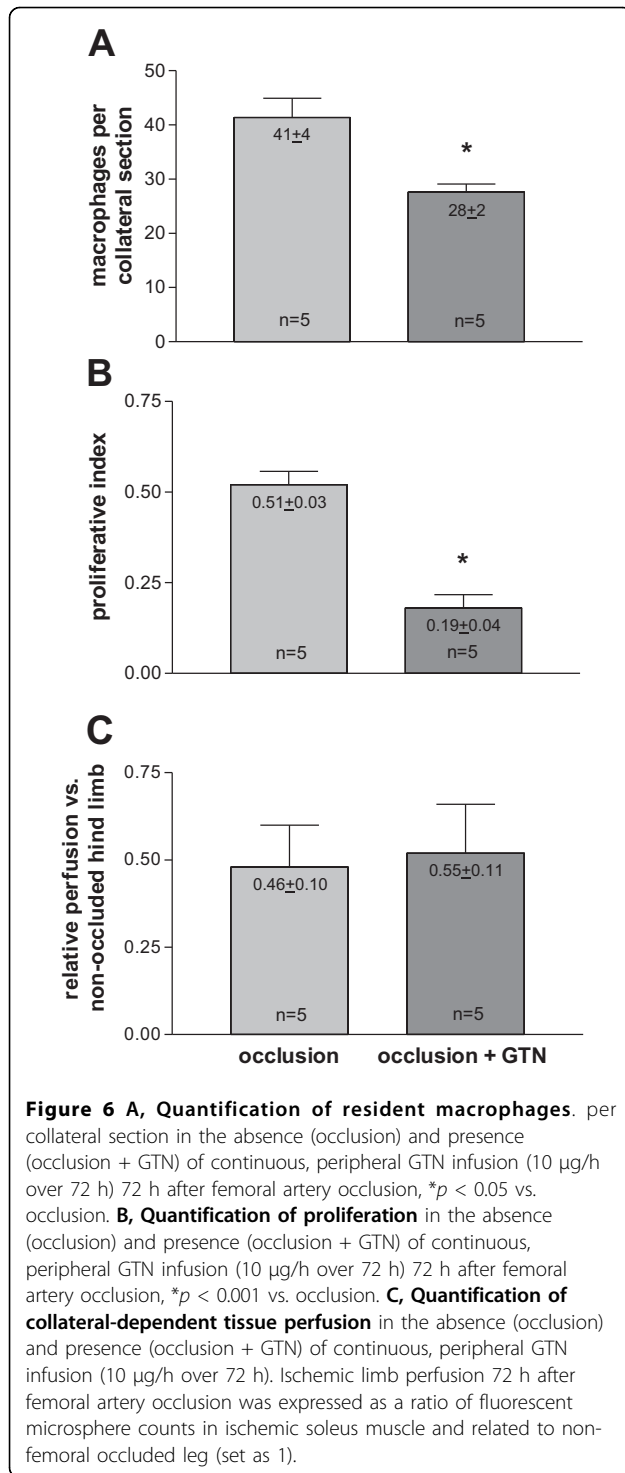 A
macrophages per
collateral section
50
40
30
20
10
0
41±4
*
28±2
n=5
n=5
B
proliferative index
0.75
0.50
0.25
0.00
0.51±0.03
*
0.19±0.04
n=5
n=5
C
relative perfusion vs.
non-occluded hind limb
0.75
0.50
0.25
0.00
0.46±0.10
0.55±0.11
n=5
n=5
occlusion
occlusion + GTN
Figure 6 A, Quantification of resident macrophages. per
collateral section in the absence (occlusion) and presence
(occlusion + GTN) of continuous, peripheral GTN infusion (10 μg/h
over 72 h) 72 h after femoral artery occlusion, *p < 0.05 vs.
occlusion. B, Quantification of proliferation in the absence
(occlusion) and presence (occlusion + GTN) of continuous,
peripheral GTN infusion (10 μg/h over 72 h) 72 h after femoral
artery occlusion, *p < 0.001 vs. occlusion. C, Quantification of
collateral-dependent tissue perfusion in the absence (occlusion)
and presence (occlusion + GTN) of continuous, peripheral GTN
infusion (10 μg/h over 72 h). Ischemic limb perfusion 72 h after
femoral artery occlusion was expressed as a ratio of fluorescent
microsphere counts in ischemic soleus muscle and related to non-
femoral occluded leg (set as 1).